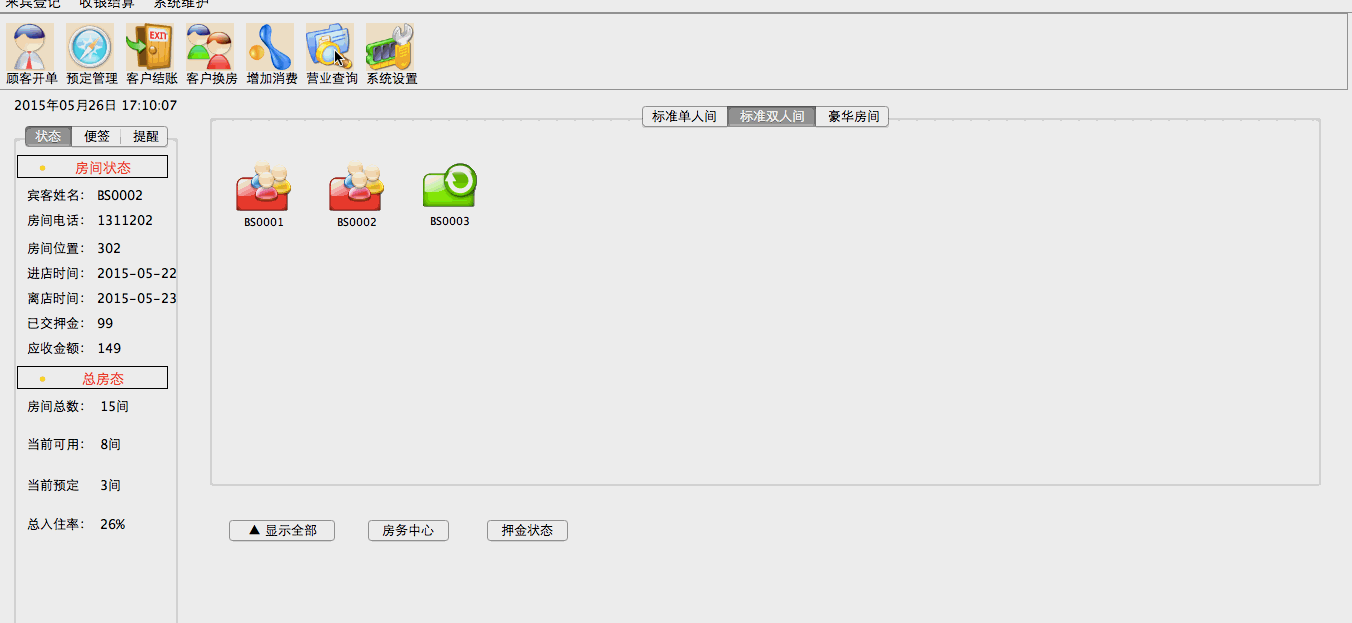 来宾登记 收银结算 系统维护
EXIT
顾客开单 预定管理 客户结账 客户换房 增加消费 营业查询 系统设置
2015年05月26日 17:10:07
标准单人间 标准双人间 豪华房间
状态 便签 提醒
房间状态
宾客姓名: BS0002
房间电话: 1311202
房间位置: 302
进店时间: 2015-05-22
离店时间: 2015-05-23
已交押金: 99
应收金额: 149
总房态
房间总数: 15间
当前可用: 8间
当前预定 3间
总入住率: 26%
BS0001 BS0002 BS0003
▲ 显示全部 房务中心 押金状态